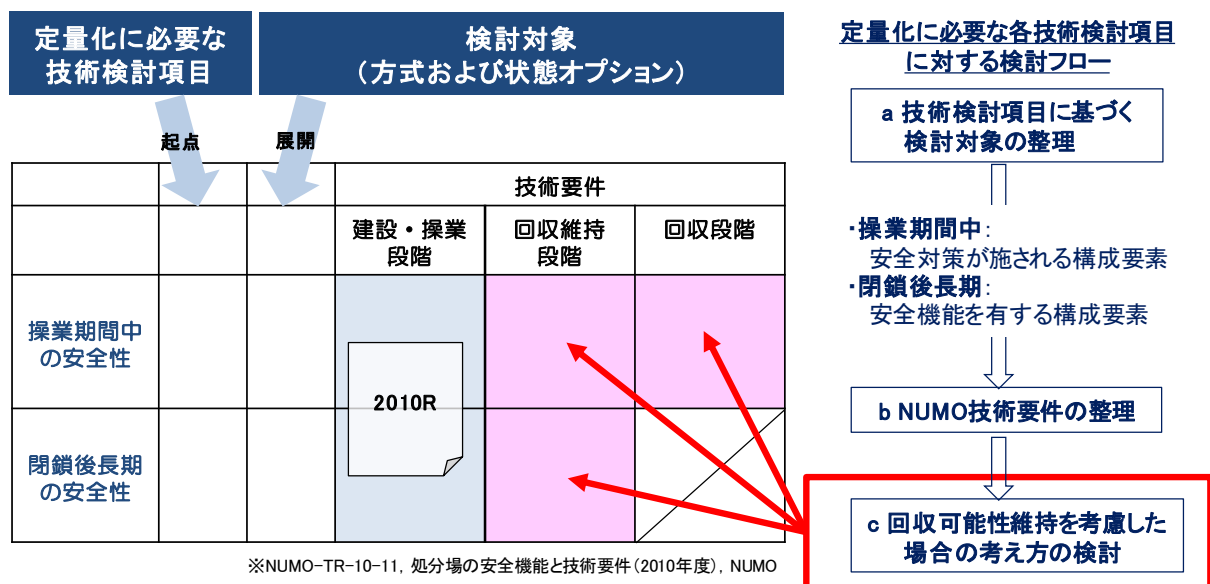 定量化に必要な
技術検討項目
検討対象
（方式および状態オプション）
起点
展開
技術要件
建設・操業
段階
回収維持
段階
回収段階
操業期間中
の安全性
2010R
閉鎖後長期
の安全性
※NUMO-TR-10-11，処分場の安全機能と技術要件（2010年度），NUMO
定量化に必要な各技術検討項目
に対する検討フロー
a 技術検討項目に基づく
検討対象の整理
・操業期間中：
安全対策が施される構成要素
・閉鎖後長期：
安全機能を有する構成要素
b NUMO技術要件の整理
c 回収可能性維持を考慮した
場合の考え方の検討